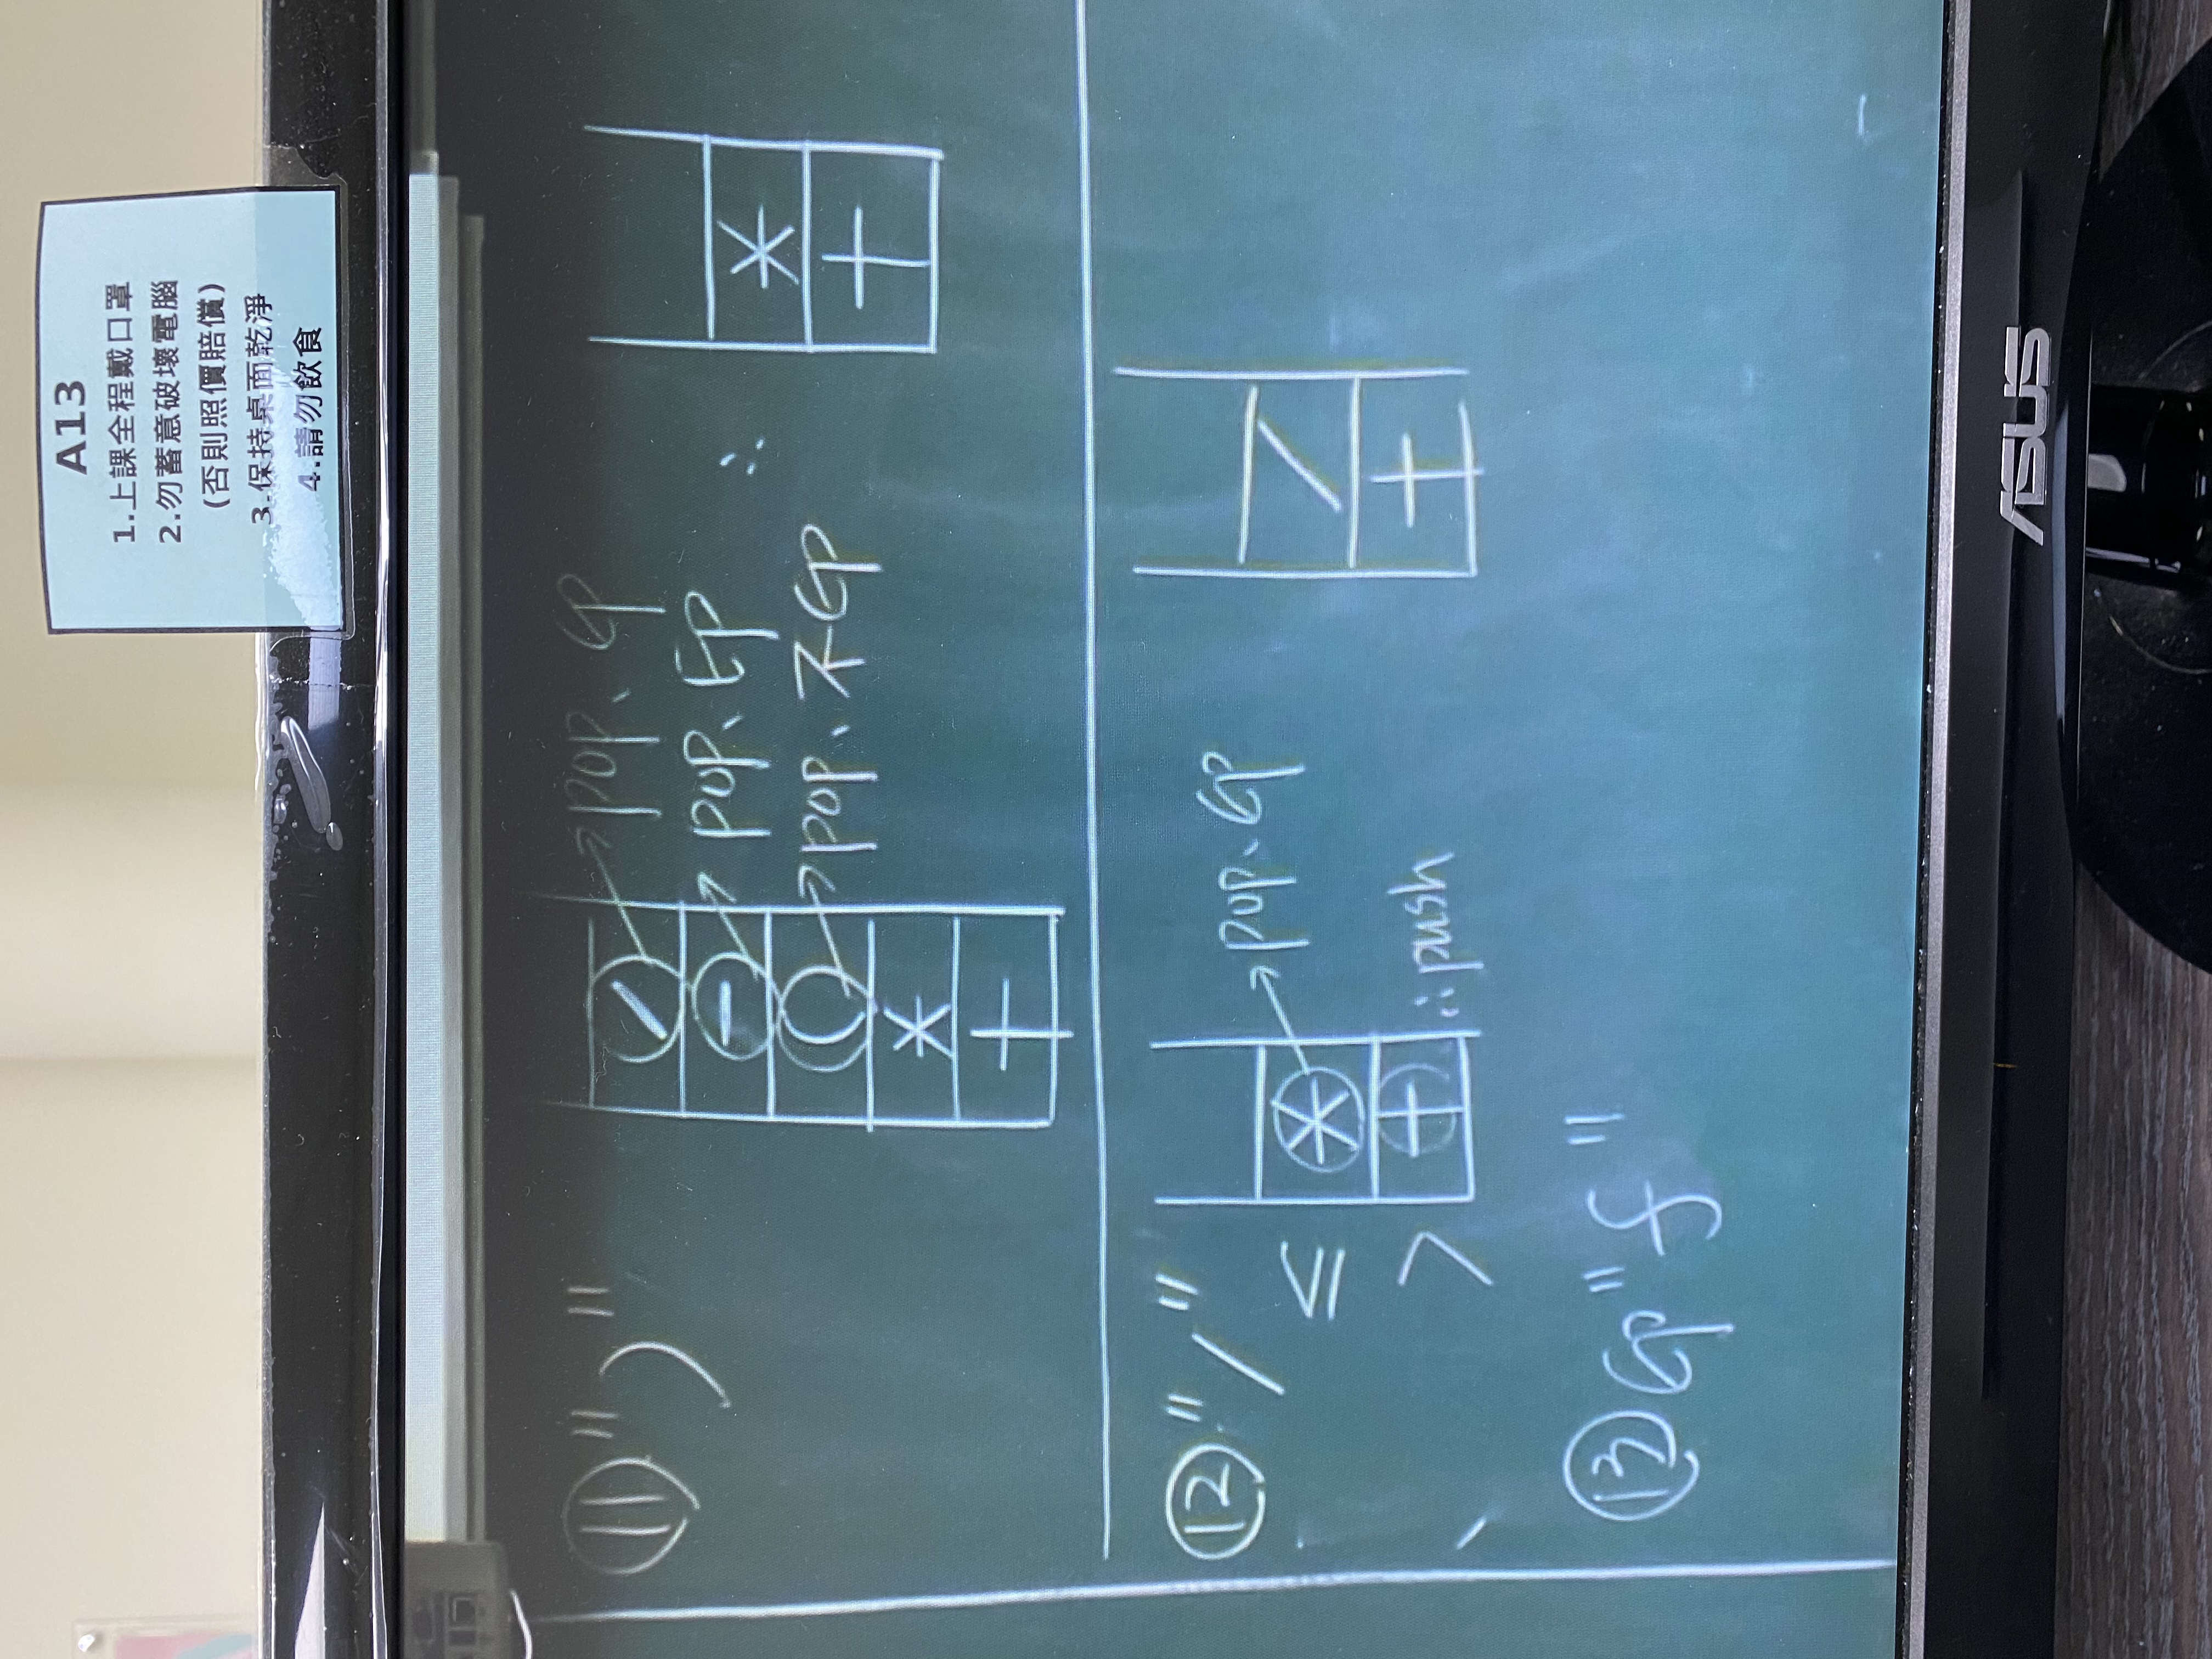 A13
1.上課全程戴口罩
2.勿蓄意破壞電腦
(否則照價賠償)
3.保持桌面乾淨
4.請勿飲食
⑪ ")"
/ → pop、印
- → pop、印
( → pop、不印
*
+
∴
*
+
⑫ "/"
≤ * → pop、印
> + ∴push
/
+
⑬ 印"f"
ASUS